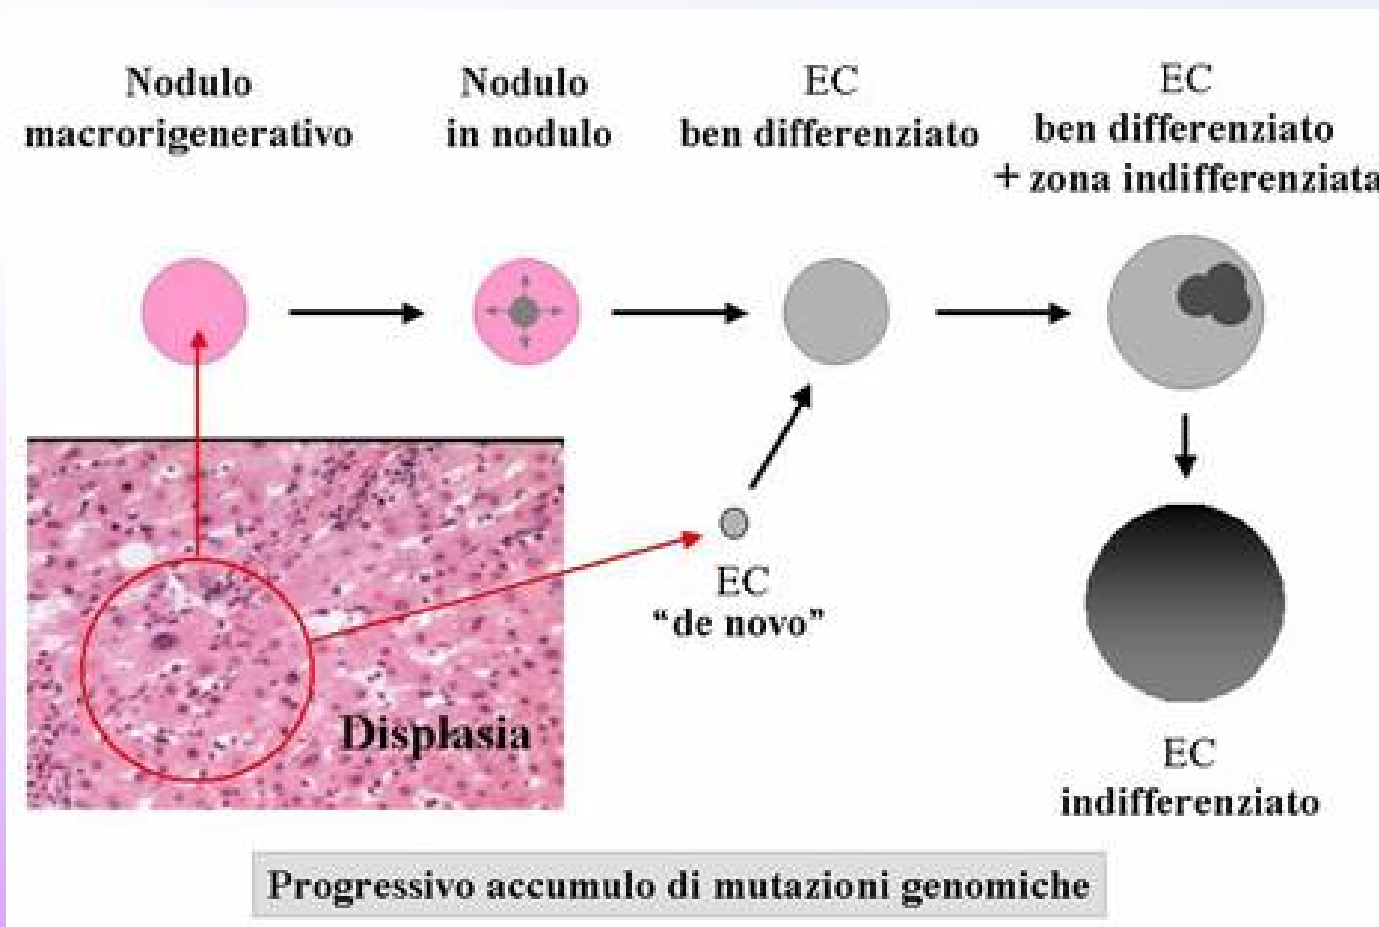 Nodulo
macrorigenerativo
Nodulo
in nodulo
EC
ben differenziato
EC
ben differenziato
+ zona indifferenziata
EC
“de novo”
Displasia
EC
indifferenziato
Progressivo accumulo di mutazioni genomiche